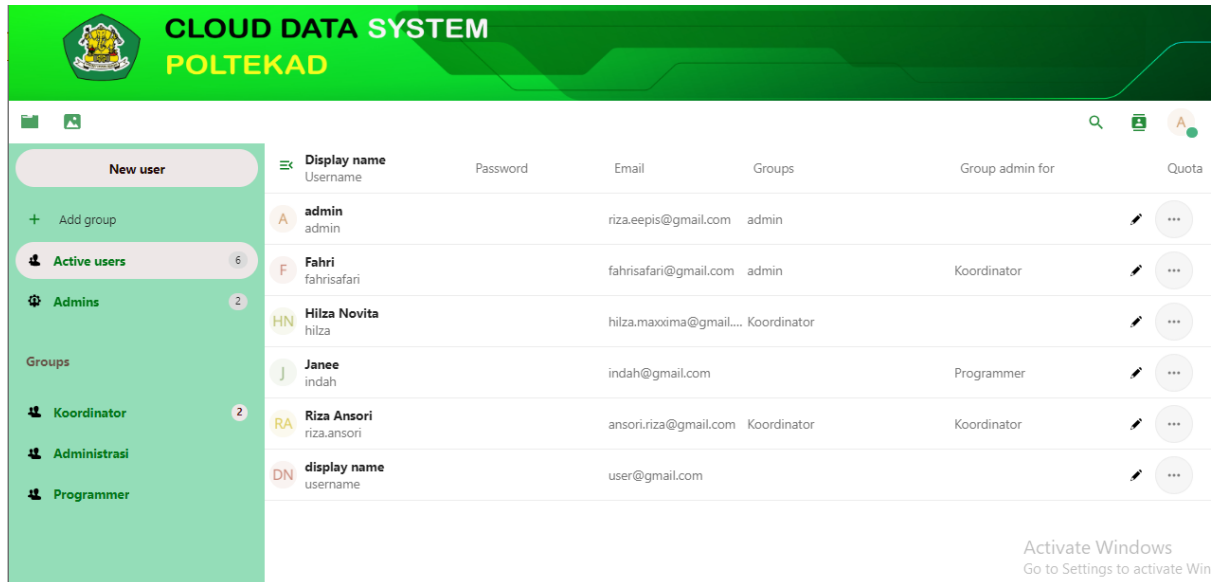 CLOUD DATA SYSTEM
POLTEKAD
A
New user
Display name
Username
Password
Email
Groups
Group admin for
Quota
+ Add group
Active users 6
Admins 2
Groups
Koordinator 2
Administrasi
Programmer
A admin riza.eepis@gmail.com admin
admin
F Fahri fahrisafari@gmail.com admin Koordinator
fahrisafari
HN Hilza Novita hilza.maxxima@gmail.... Koordinator
hilza
J Janee indah@gmail.com Programmer
indah
RA Riza Ansori ansori.riza@gmail.com Koordinator Koordinator
riza.ansori
DN display name user@gmail.com
username
Activate Windows
Go to Settings to activate Win